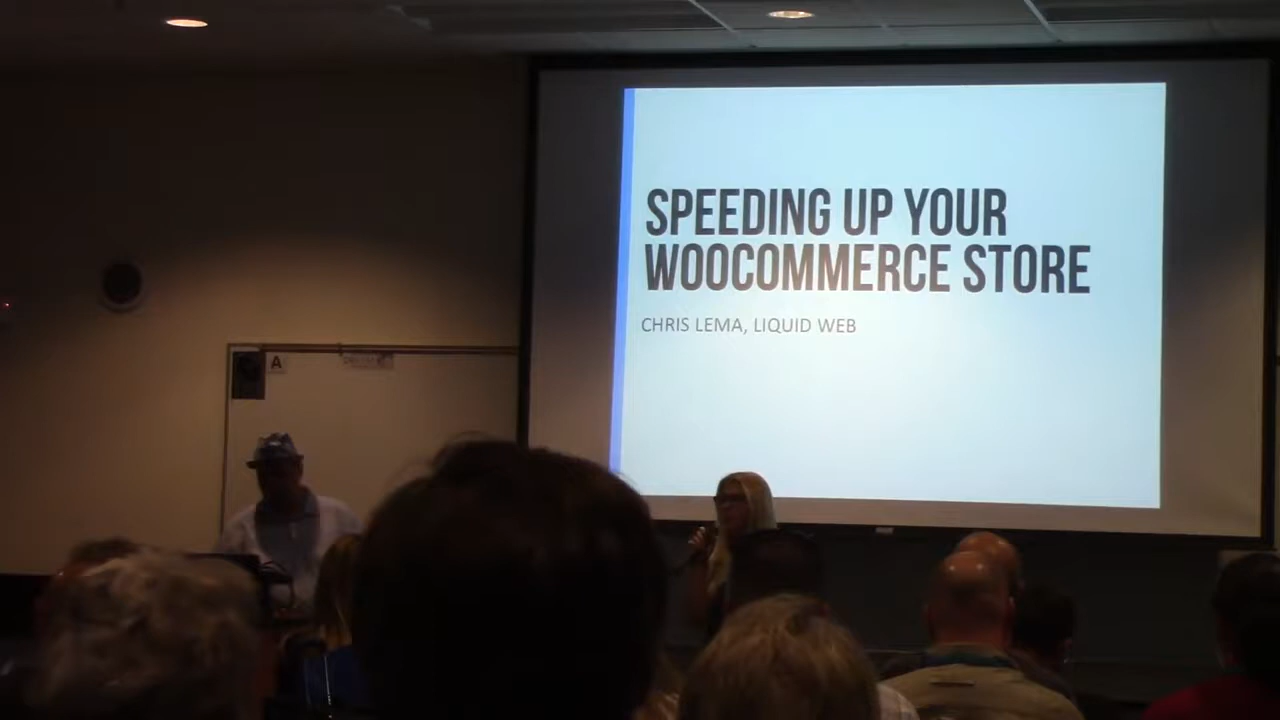 SPEEDING UP YOUR
WOOCOMMERCE STORE
CHRIS LEMA, LIQUID WEB
A